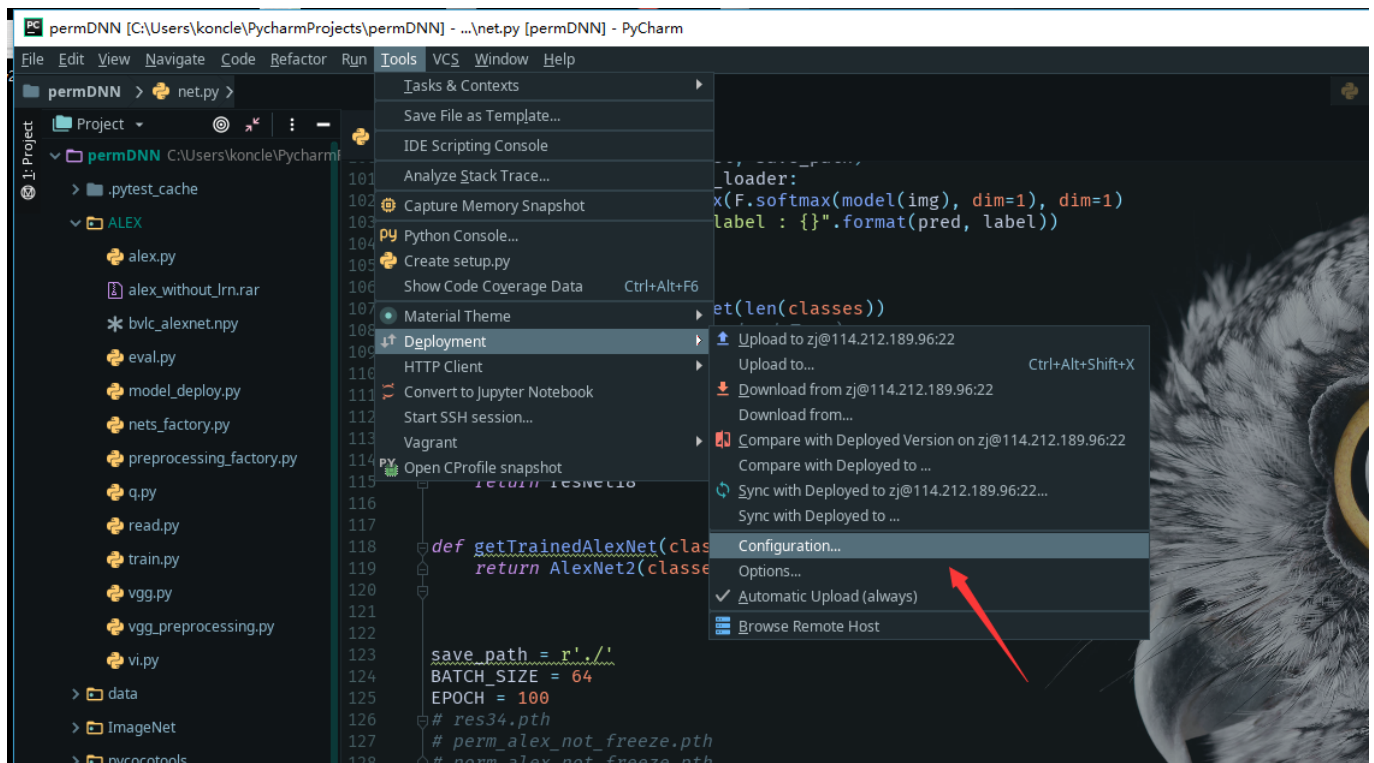 permDNN [C:\Users\koncle\PycharmProjects\permDNN] - ...\net.py [permDNN] - PyCharm
File Edit View Navigate Code Refactor Run Tools VCS Window Help
permDNN net.py
1: Project
Project
permDNN C:\Users\koncle\Pycharm
.pytest_cache
ALEX
alex.py
alex_without_lrn.rar
bvlc_alexnet.npy
eval.py
model_deploy.py
nets_factory.py
preprocessing_factory.py
q.py
read.py
train.py
vgg.py
vgg_preprocessing.py
vi.py
data
ImageNet
pycocotools
Tasks & Contexts
Save File as Template...
IDE Scripting Console
Analyze Stack Trace...
Capture Memory Snapshot
Python Console...
Create setup.py
Show Code Coverage Data Ctrl+Alt+F6
Material Theme
Deployment
HTTP Client
Convert to Jupyter Notebook
Start SSH session...
Vagrant
Open CProfile snapshot
Upload to zj@114.212.189.96:22
Upload to... Ctrl+Alt+Shift+X
Download from zj@114.212.189.96:22
Download from...
Compare with Deployed Version on zj@114.212.189.96:22
Compare with Deployed to ...
Sync with Deployed to zj@114.212.189.96:22...
Sync with Deployed to ...
Configuration...
Options...
Automatic Upload (always)
Browse Remote Host
101 _loader:
102 x(F.softmax(model(img), dim=1), dim=1)
103 label : {}".format(pred, label))
104
105
106
107 et(len(classes))
108
109
110
111
112
113
114
115 return resNet18
116
117
118 def getTrainedAlexNet(clas
119 return AlexNet2(classe
120
121
122
123 save_path = r'./'
124 BATCH_SIZE = 64
125 EPOCH = 100
126 # res34.pth
127 # perm_alex_not_freeze.pth
128 # perm_alex_not_freeze.pth